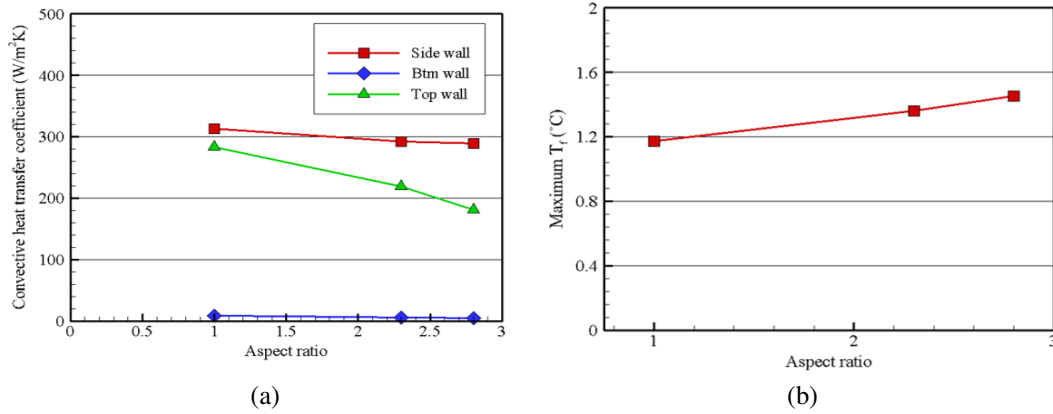 500
400
300
200
100
0
0
0.5
1
1.5
2
2.5
3
Convective heat transfer coefficient (W/m²K)
Aspect ratio
Side wall
Btm wall
Top wall
(a)
2
1.6
1.2
0.8
0.4
0
1
2
3
Maximum T_f (°C)
Aspect ratio
(b)